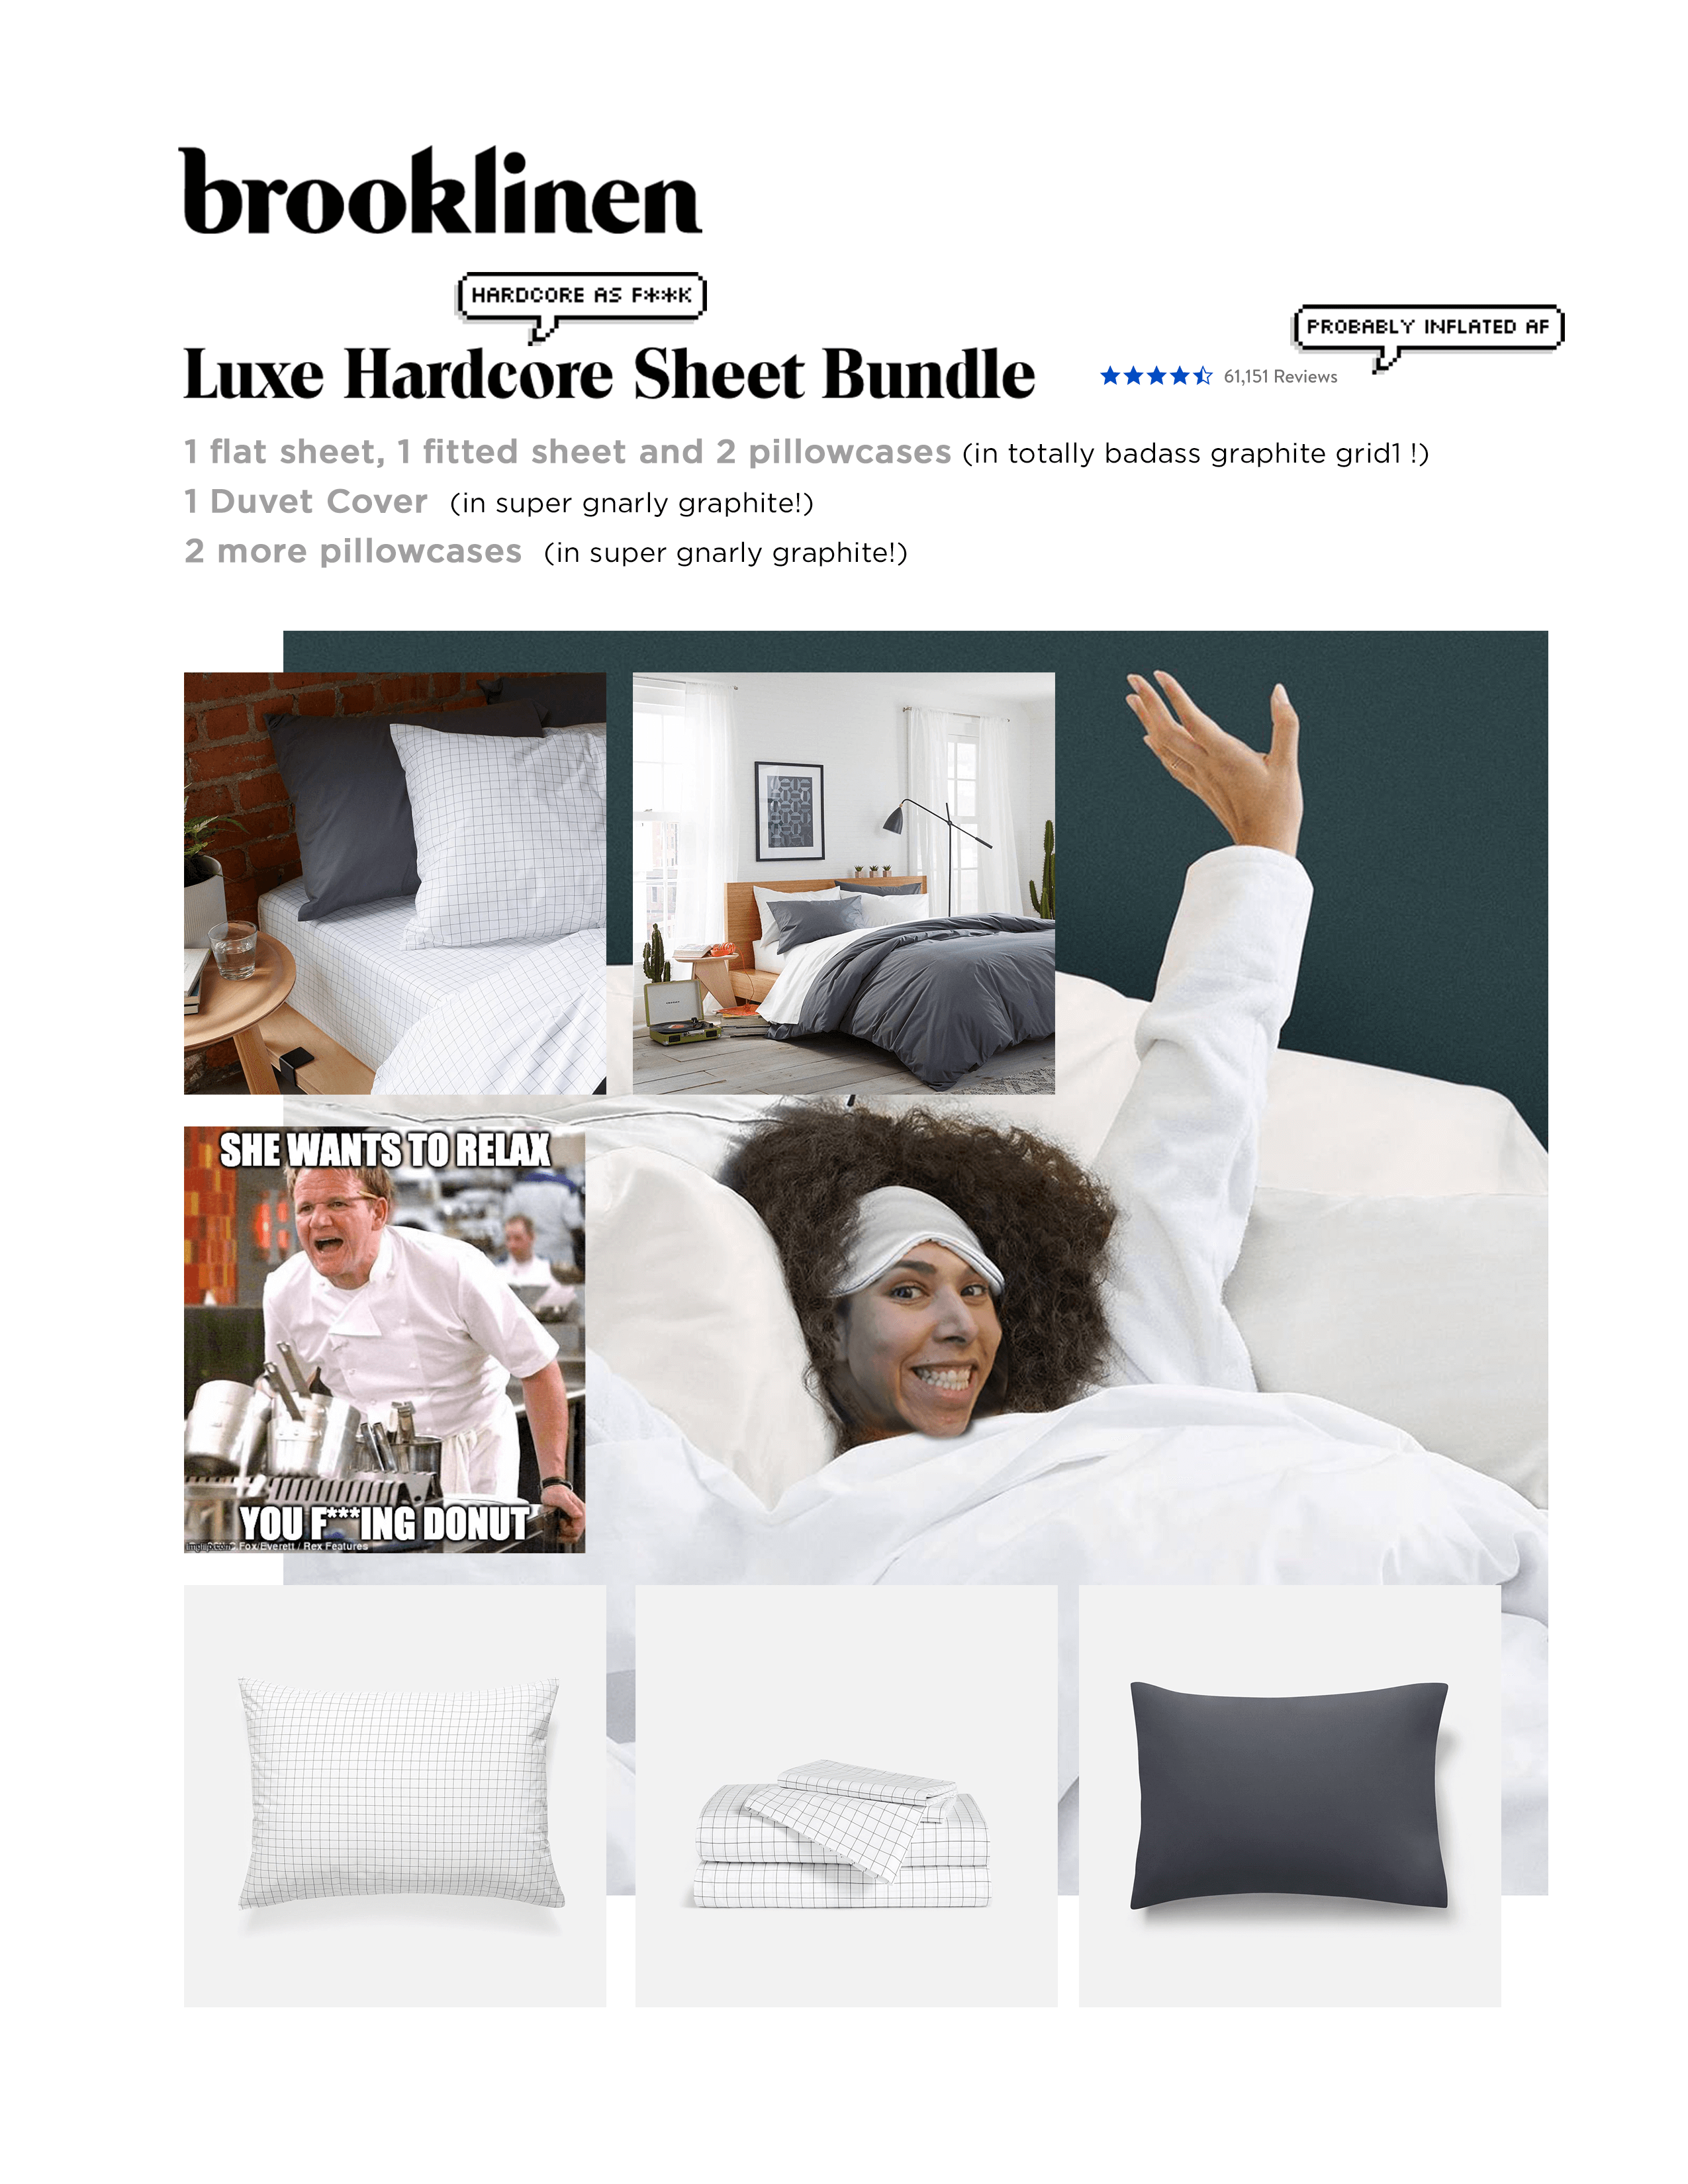 brooklinen
HARDCORE AS F**K
PROBABLY INFLATED AF
Luxe Hardcore Sheet Bundle
61,151 Reviews
1 flat sheet, 1 fitted sheet and 2 pillowcases (in totally badass graphite grid1 !)
1 Duvet Cover (in super gnarly graphite!)
2 more pillowcases (in super gnarly graphite!)
SHE WANTS TO RELAX
YOU F***ING DONUT
Fox/Everett / Rex Features